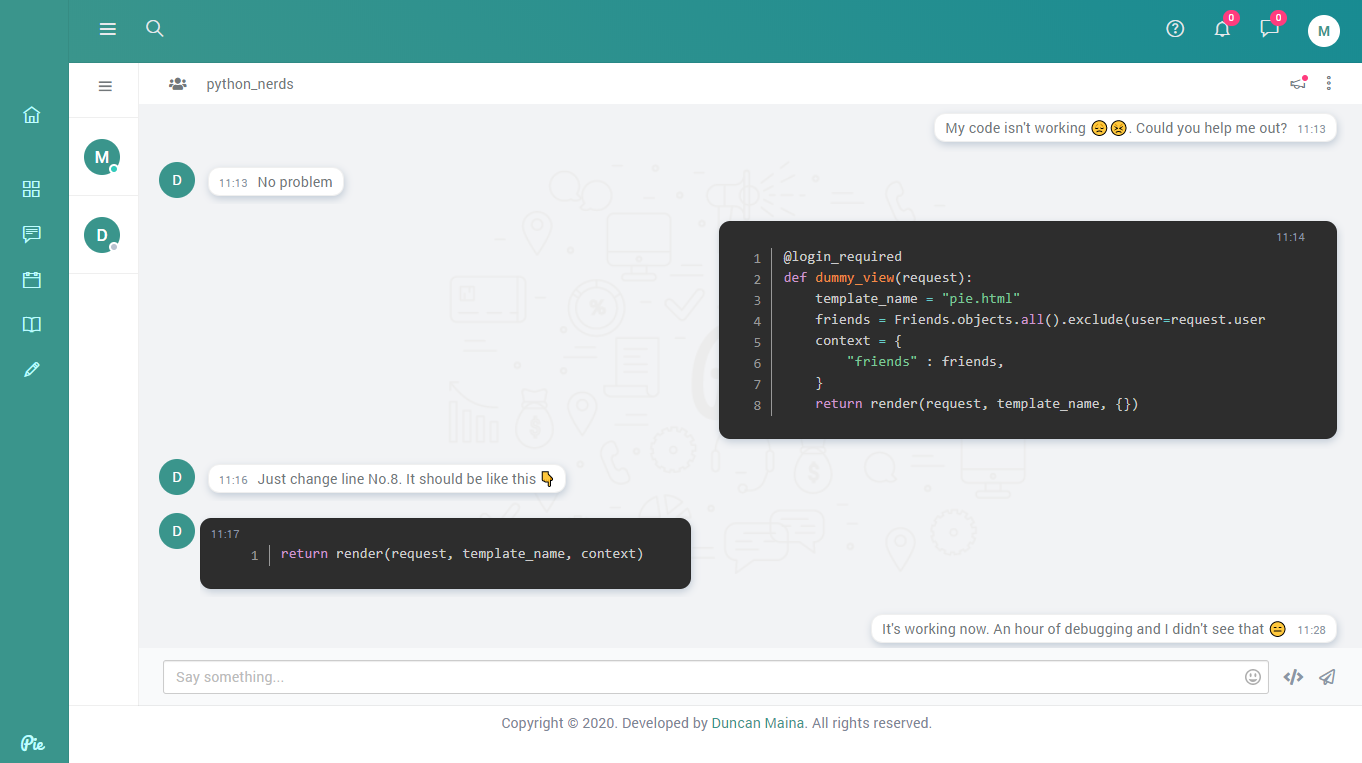 0
0
M
python_nerds
M
D
My code isn't working 😔😣. Could you help me out? 11:13
D
11:13 No problem
11:14
1 @login_required
2 def dummy_view(request):
3     template_name = "pie.html"
4     friends = Friends.objects.all().exclude(user=request.user
5     context = {
6         "friends" : friends,
7     }
8     return render(request, template_name, {})
D
11:16 Just change line No.8. It should be like this 👇
D
11:17
1 return render(request, template_name, context)
It's working now. An hour of debugging and I didn't see that 😑 11:28
Say something...
Copyright © 2020. Developed by Duncan Maina. All rights reserved.
Pie